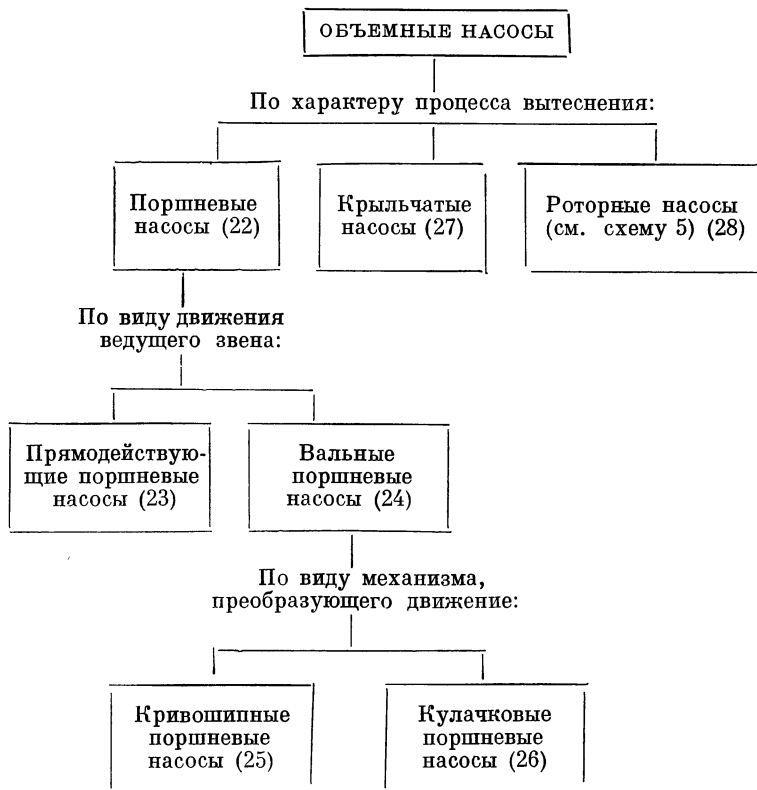 ОБЪЕМНЫЕ НАСОСЫ
По характеру процесса вытеснения:
Поршневые
насосы (22)
Крыльчатые
насосы (27)
Роторные насосы
(см. схему 5) (28)
По виду движения
ведущего звена:
Прямодействую-
щие поршневые
насосы (23)
Вальные
поршневые
насосы (24)
По виду механизма,
преобразующего движение:
Кривошипные
поршневые
насосы (25)
Кулачковые
поршневые
насосы (26)